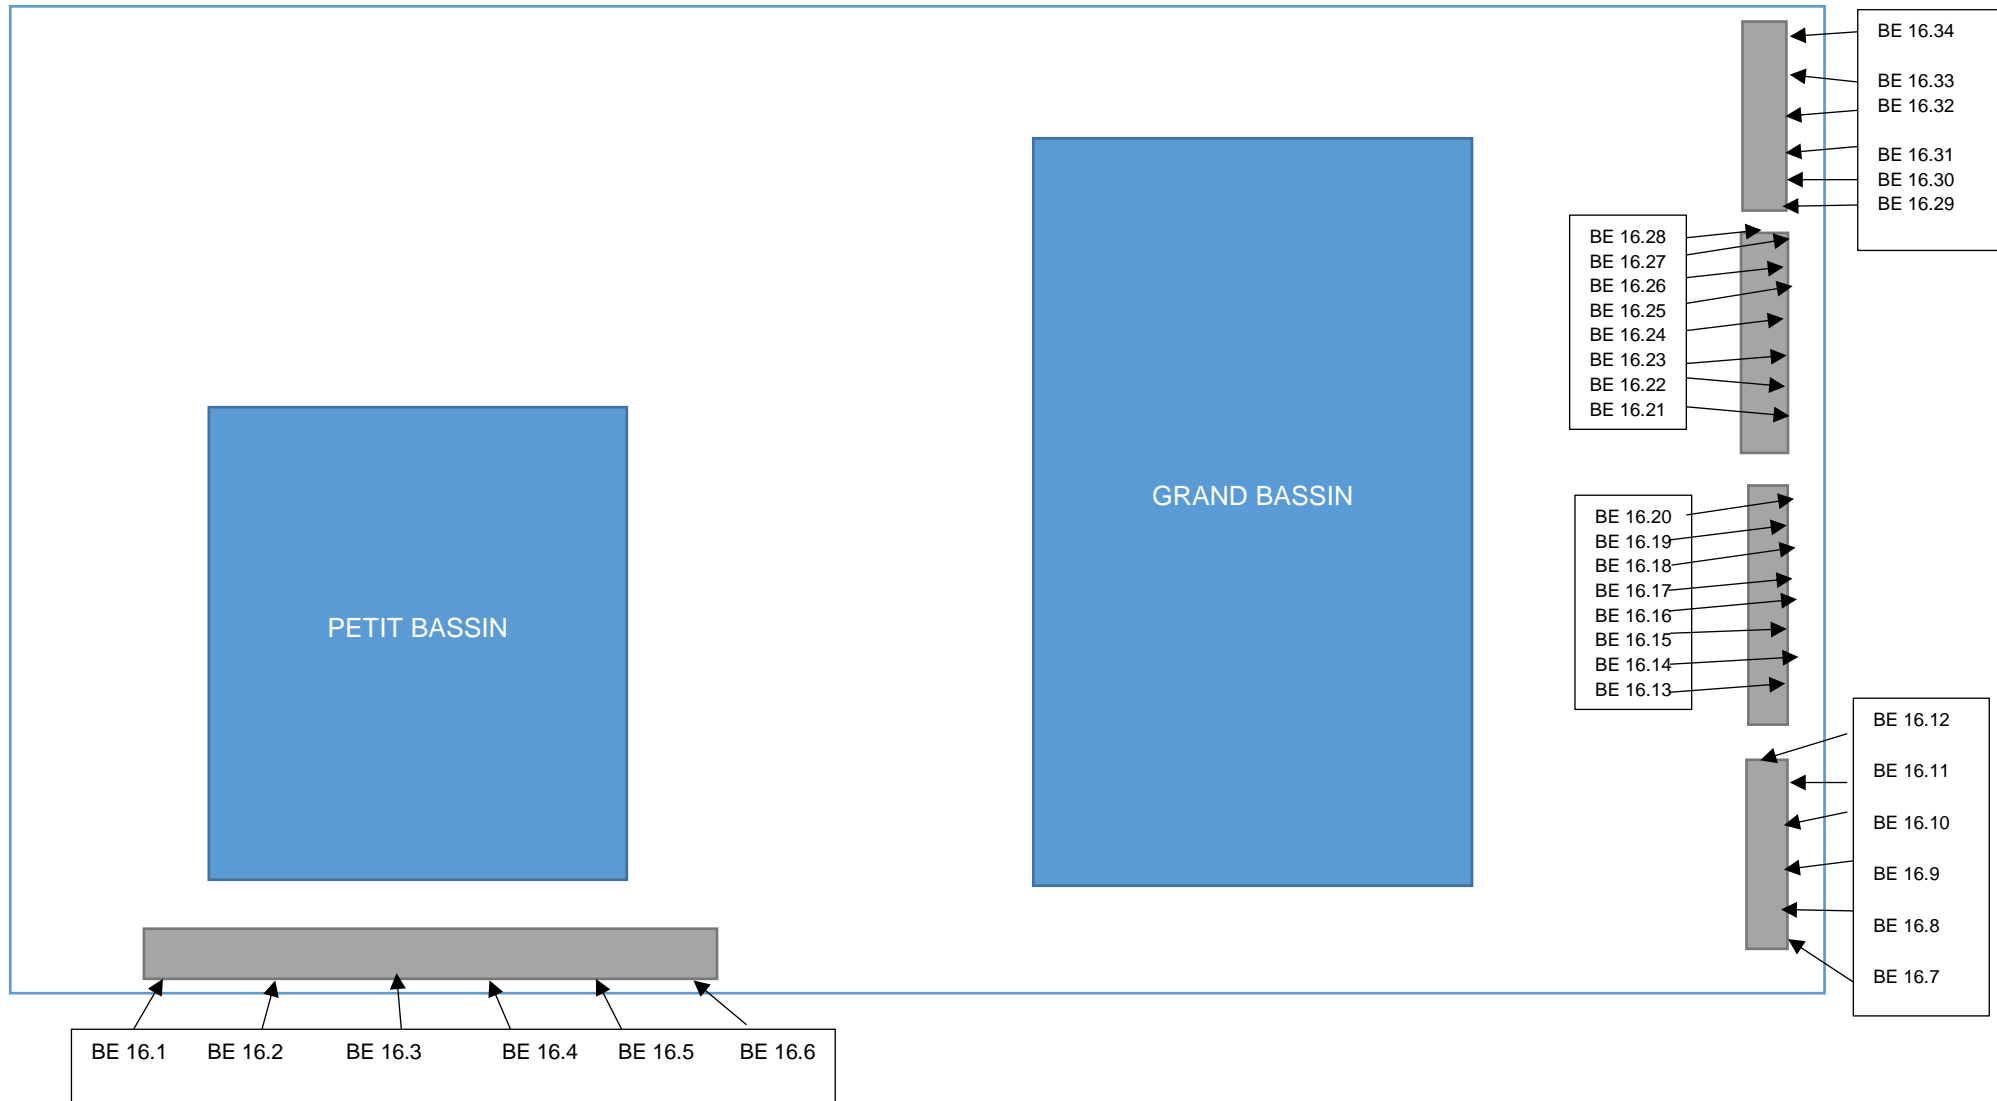 BE 16.34
BE 16.33
BE 16.32
BE 16.31
BE 16.30
BE 16.29
BE 16.28
BE 16.27
BE 16.26
BE 16.25
BE 16.24
BE 16.23
BE 16.22
BE 16.21
GRAND BASSIN
BE 16.20
BE 16.19
BE 16.18
BE 16.17
BE 16.16
BE 16.15
BE 16.14
BE 16.13
PETIT BASSIN
BE 16.12
BE 16.11
BE 16.10
BE 16.9
BE 16.8
BE 16.7
BE 16.1 BE 16.2 BE 16.3 BE 16.4 BE 16.5 BE 16.6